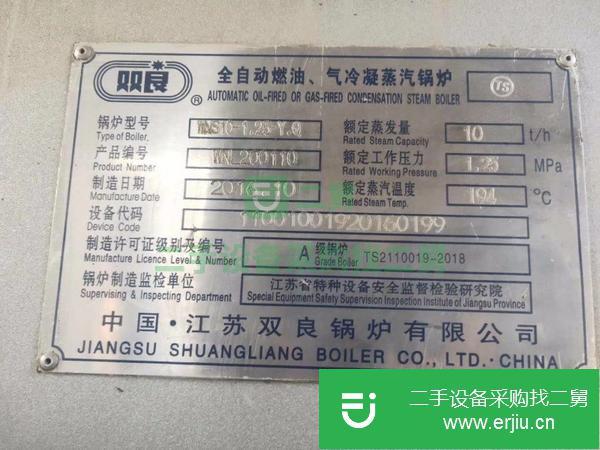 双良
®
全自动燃油、气冷凝蒸汽锅炉
AUTOMATIC OIL-FIRED OR GAS-FIRED CONDENSATION STEAM BOILER
TS
锅炉型号 WNS10-1.25-Y.Q 额定蒸发量 10 t/h
Type of Boiler. Rated Steam Capacity
产品编号 额定工作压力 1.25 MPa
Product Number Rated Working Pressure
制造日期 2016 10 额定蒸汽温度 194 ℃
Manufacture Date Rated Steam Temp.
设备代码 11001001920160199
Device Code
制造许可证级别及编号 A 级锅炉 TS2110019-2018
Manufacture Licence Level & Number Grade Boiler
锅炉制造监检单位 江苏省特种设备安全监督检验研究院
Supervising & Inspecting Department Special Equipment Safety Supervision Inspection Institute of Jiangsu Province
中国·江苏双良锅炉有限公司
JIANGSU SHUANGLIANG BOILER CO., LTD·CHINA
二手设备采购找二舅
www.erjiu.cn